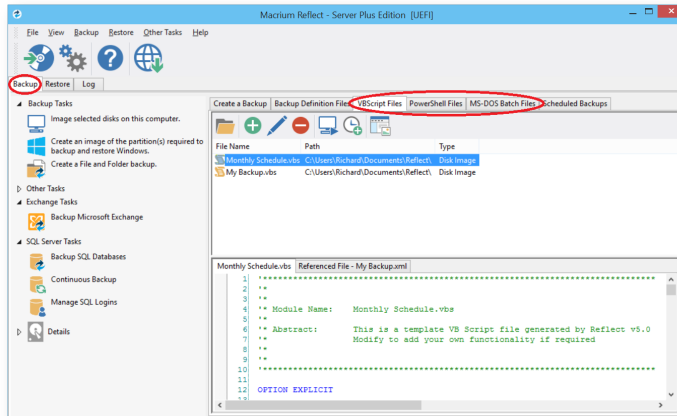 Macrium Reflect - Server Plus Edition [UEFI]
File View Backup Restore Other Tasks Help
Backup Restore Log
Backup Tasks
Image selected disks on this computer.
Create an image of the partition(s) required to
backup and restore Windows.
Create a File and Folder backup.
Other Tasks
Exchange Tasks
Backup Microsoft Exchange
SQL Server Tasks
Backup SQL Databases
Continuous Backup
Manage SQL Logins
Details
Create a Backup Backup Definition Files VBScript Files PowerShell Files MS-DOS Batch Files Scheduled Backups
File Name Path Type
Monthly Schedule.vbs C:\Users\Richard\Documents\Reflect\ Disk Image
My Backup.vbs C:\Users\Richard\Documents\Reflect\ Disk Image
Monthly Schedule.vbs Referenced File - My Backup.xml
1 '*******************************************************************************
2 '*
3 '*
4 '* Module Name: Monthly Schedule.vbs
5 '*
6 '* Abstract: This is a template VB Script file generated by Reflect v5.0
7 '* Modify to add your own functionality if required
8 '*
9 '*
10 '*******************************************************************************
11
12 OPTION EXPLICIT
13